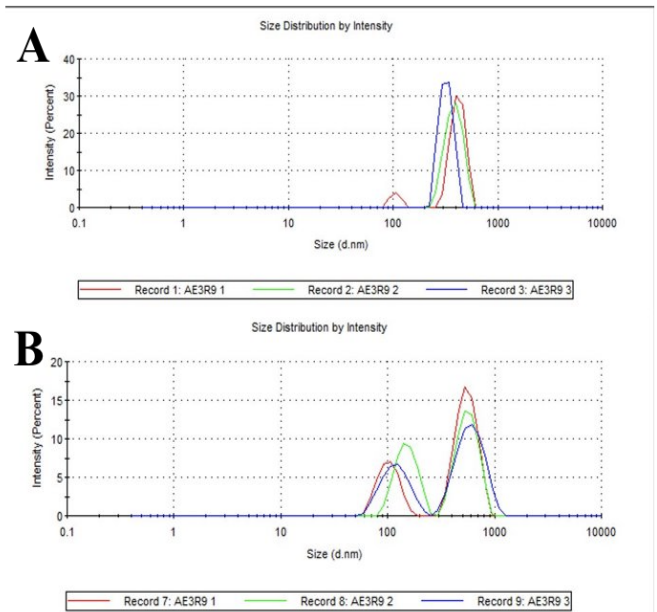 A
Size Distribution by Intensity
Intensity (Percent)
40
30
20
10
0
0.1 1 10 100 1000 10000
Size (d.nm)
Record 1: AE3R9 1 Record 2: AE3R9 2 Record 3: AE3R9 3
B
Size Distribution by Intensity
Intensity (Percent)
20
15
10
5
0
0.1 1 10 100 1000 10000
Size (d.nm)
Record 7: AE3R9 1 Record 8: AE3R9 2 Record 9: AE3R9 3